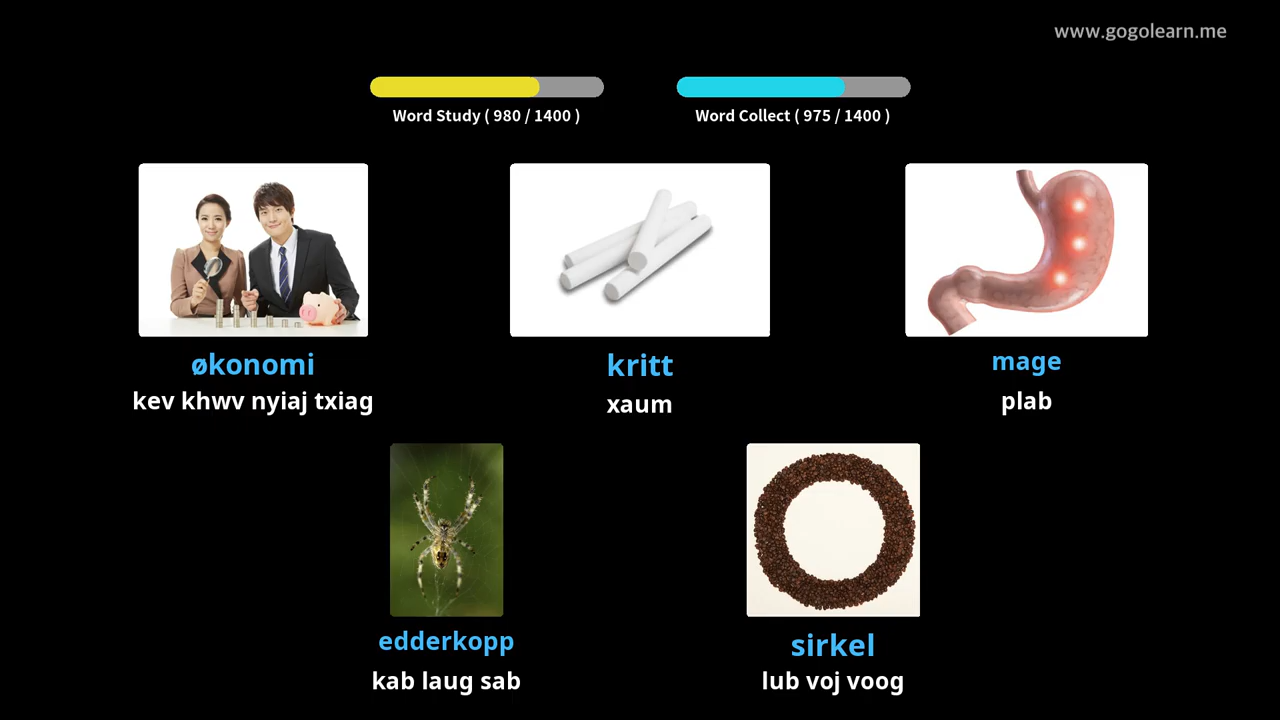 www.gogolearn.me
Word Study ( 980 / 1400 )
Word Collect ( 975 / 1400 )
økonomi
kev khwv nyiaj txiag
kritt
xaum
mage
plab
edderkopp
kab laug sab
sirkel
lub voj voog